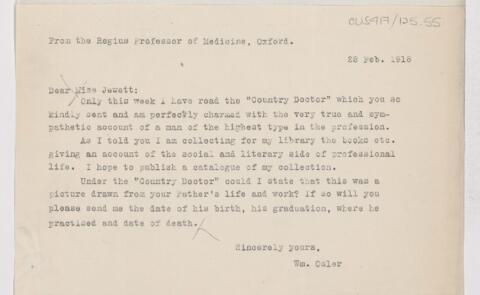 CUS417/125.55
From the Regius Professor of Medicine, Oxford.
28 Feb. 1918
Dear Miss Jewett:
Only this week I have read the "Country Doctor" which you so
kindly sent and am perfectly charmed with the very true and sym-
pathetic account of a man of the highest type in the profession.
As I told you I am collecting for my library the books etc.
giving an account of the social and literary side of professional
life. I hope to publish a catalogue of my collection.
Under the "Country Doctor" could I state that this was a
picture drawn from your Father's life and work? If so will you
please send me the date of his birth, his graduation, where he
practised and date of death.
Sincerely yours,
Wm. Osler